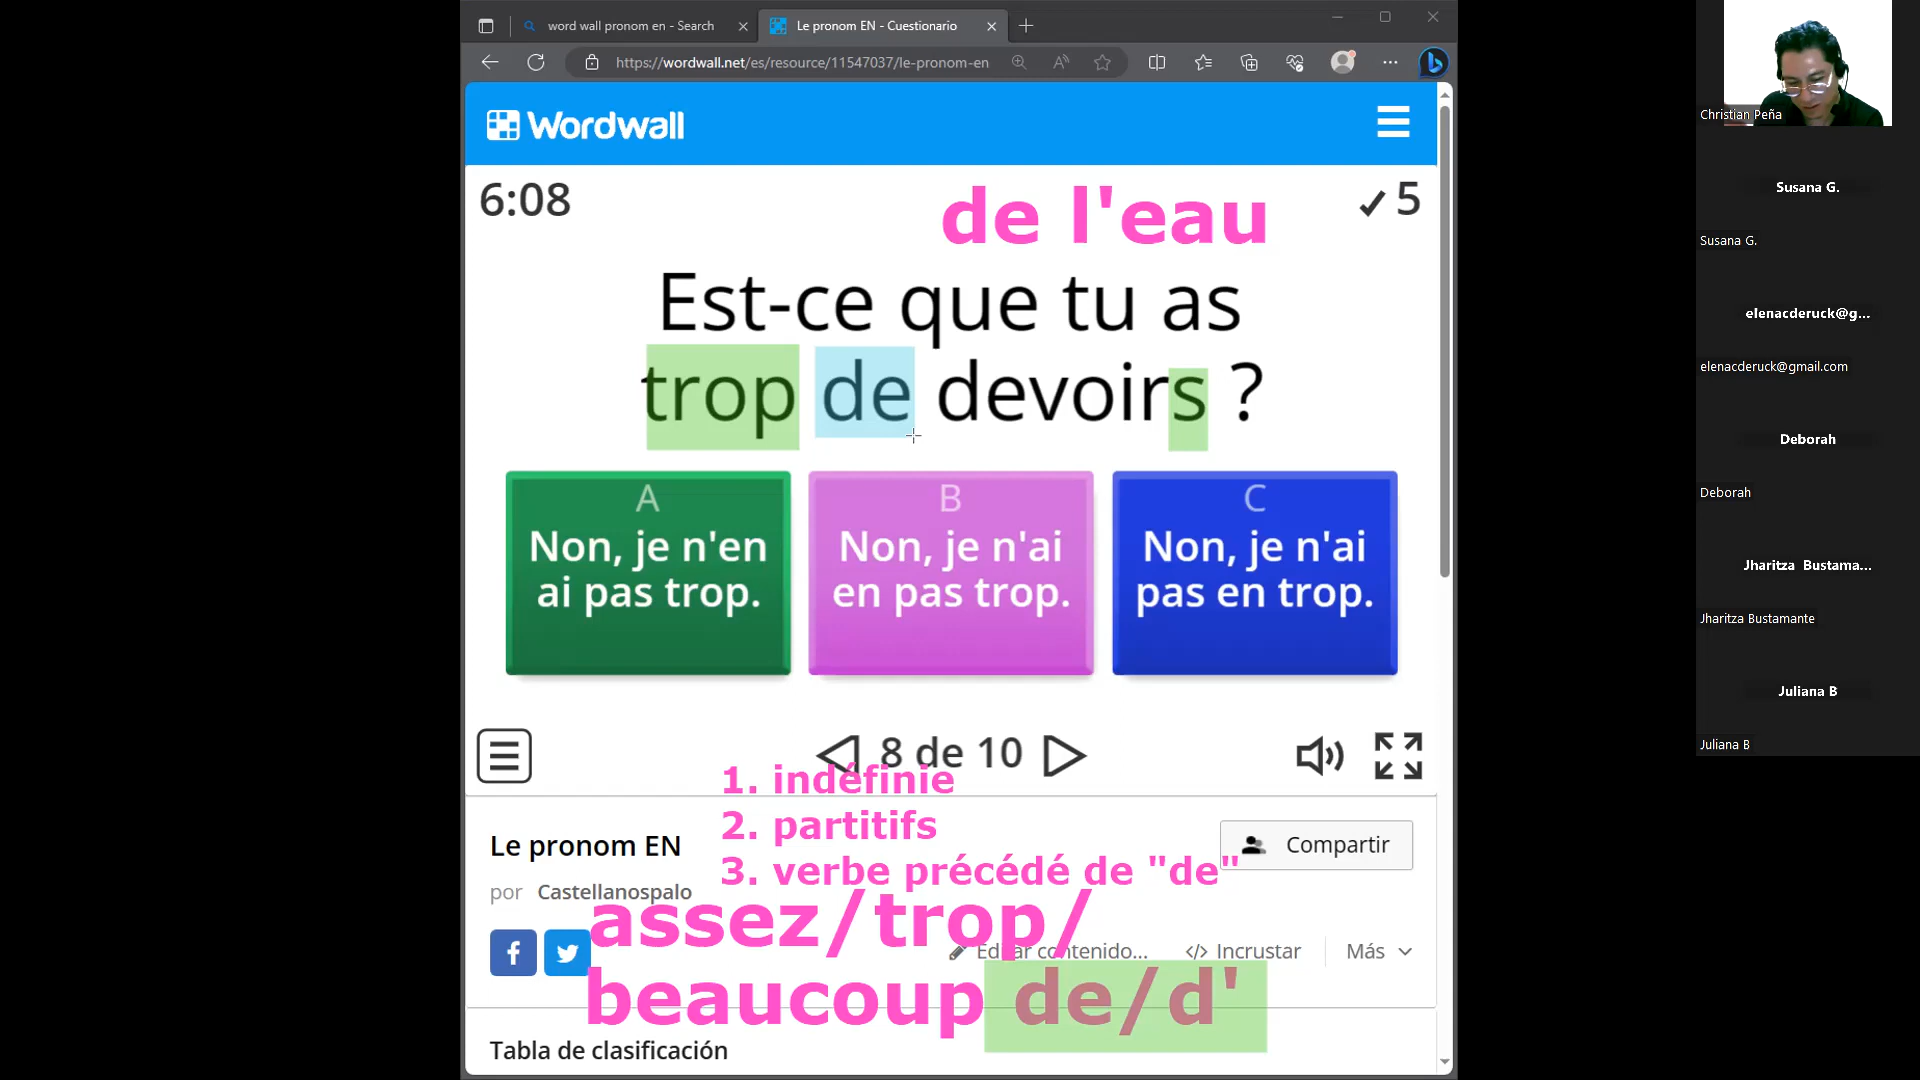 word wall pronom en - Search
Le pronom EN - Cuestionario
https://wordwall.net/es/resource/11547037/le-pronom-en
Wordwall
6:08
de l'eau
5
Est-ce que tu as
trop de devoirs ?
A
Non, je n'en
ai pas trop.
B
Non, je n'ai
en pas trop.
C
Non, je n'ai
pas en trop.
8 de 10
1. indéfinie
2. partitifs
3. verbe précédé de "de"
Le pronom EN
Compartir
por Castellanospalo
assez/trop/
beaucoup de/d'
Editar contenido...
Incrustar
Más
Tabla de clasificación
Christian Peña
Susana G.
Susana G.
elenacderuck@g...
elenacderuck@gmail.com
Deborah
Deborah
Jharitza Bustama...
Jharitza Bustamante
Juliana B
Juliana B